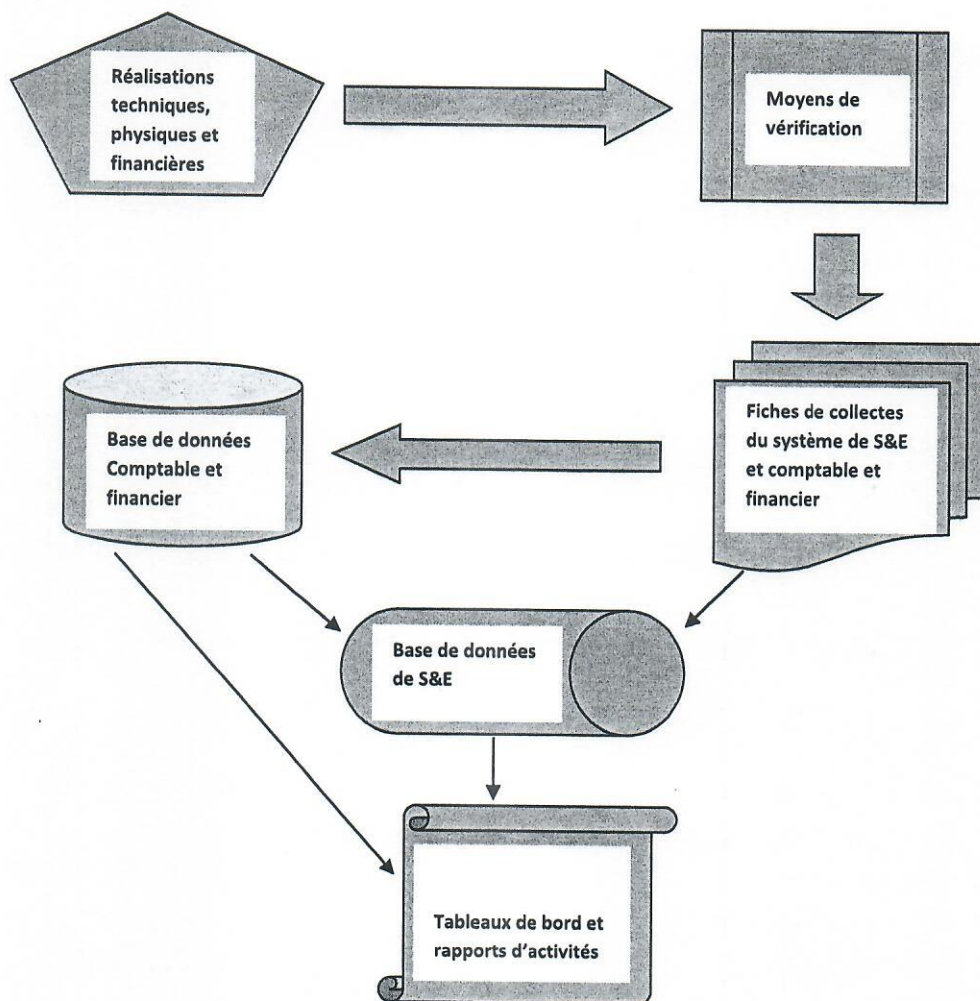 Réalisations
techniques,
physiques et
financières
Moyens de
vérification
Fiches de collectes
du système de S&E
et comptable et
financier
Base de données
Comptable et
financier
Base de données
de S&E
Tableaux de bord et
rapports d'activités